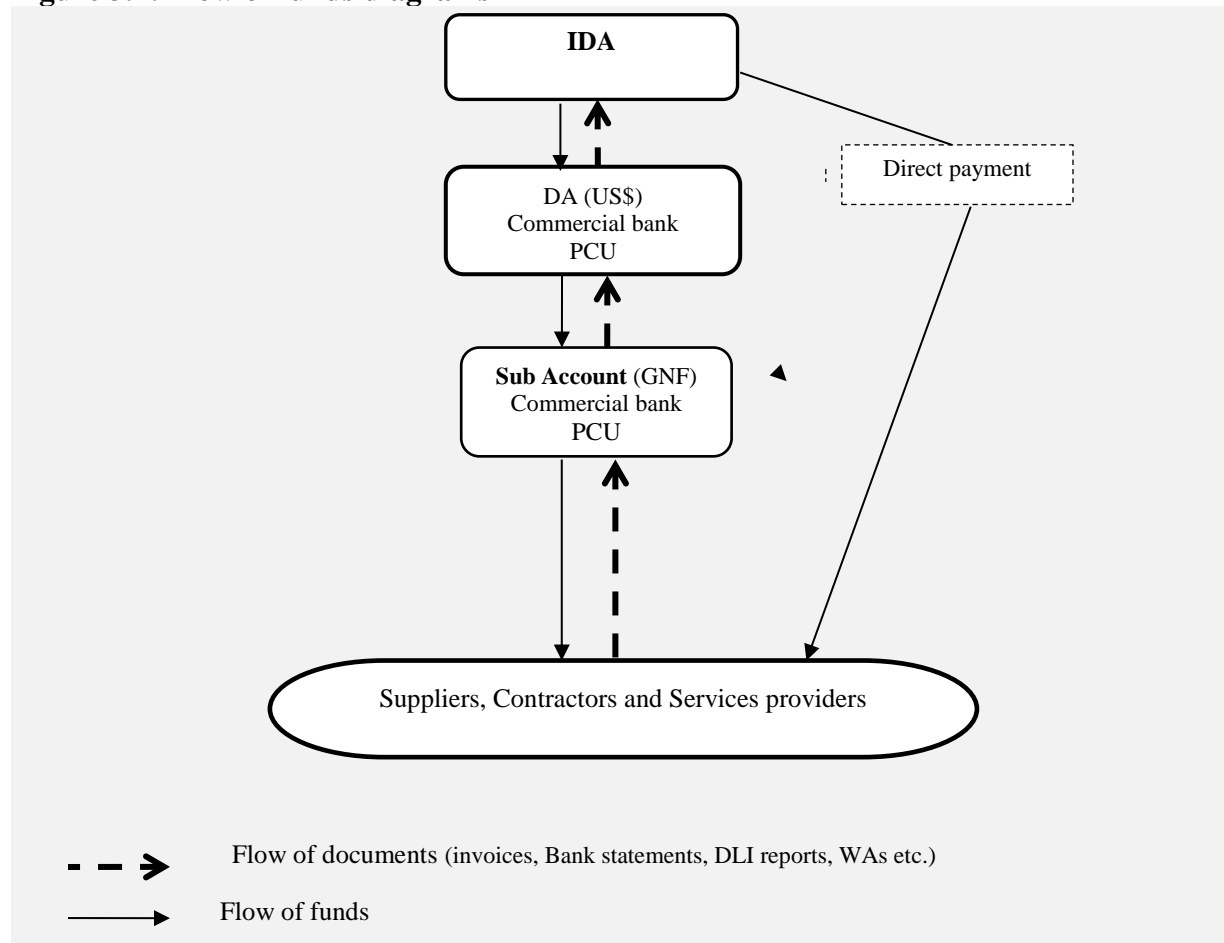 IDA
Direct payment
DA (US$)
Commercial bank
PCU
Sub Account (GNF)
Commercial bank
PCU
Suppliers, Contractors and Services providers
Flow of documents (invoices, Bank statements, DLI reports, WAs etc.)
Flow of funds